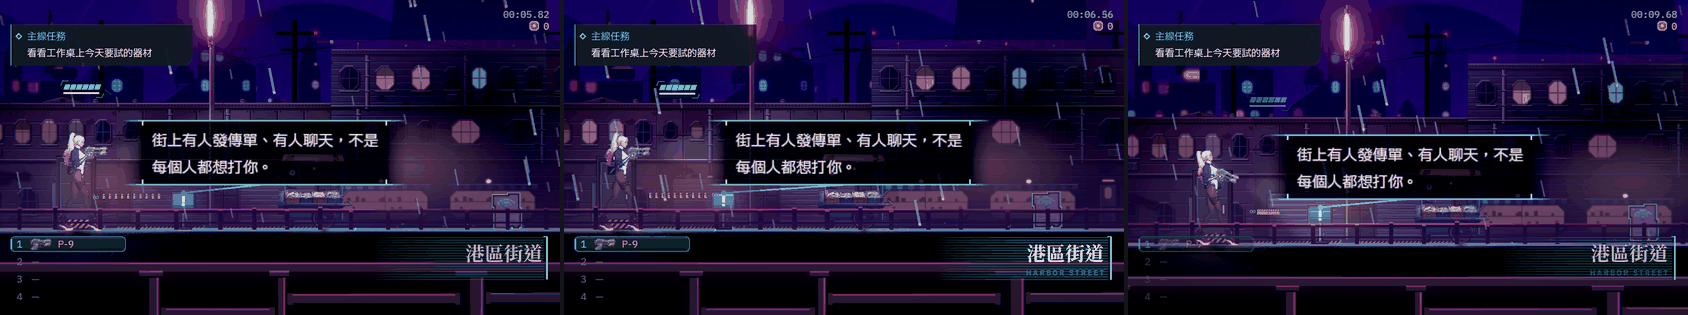 00:05.82
0
主線任務
看看工作桌上今天要試的器材
街上有人發傳單、有人聊天，不是
每個人都想打你。
1 P-9
2 —
3 —
4 —
港區街道
00:06.56
0
主線任務
看看工作桌上今天要試的器材
街上有人發傳單、有人聊天，不是
每個人都想打你。
1 P-9
2 —
3 —
4 —
港區街道
HARBOR STREET
00:09.68
0
主線任務
看看工作桌上今天要試的器材
街上有人發傳單、有人聊天，不是
每個人都想打你。
1
2 —
3 —
4 —
港區街道
HARBOR STREET